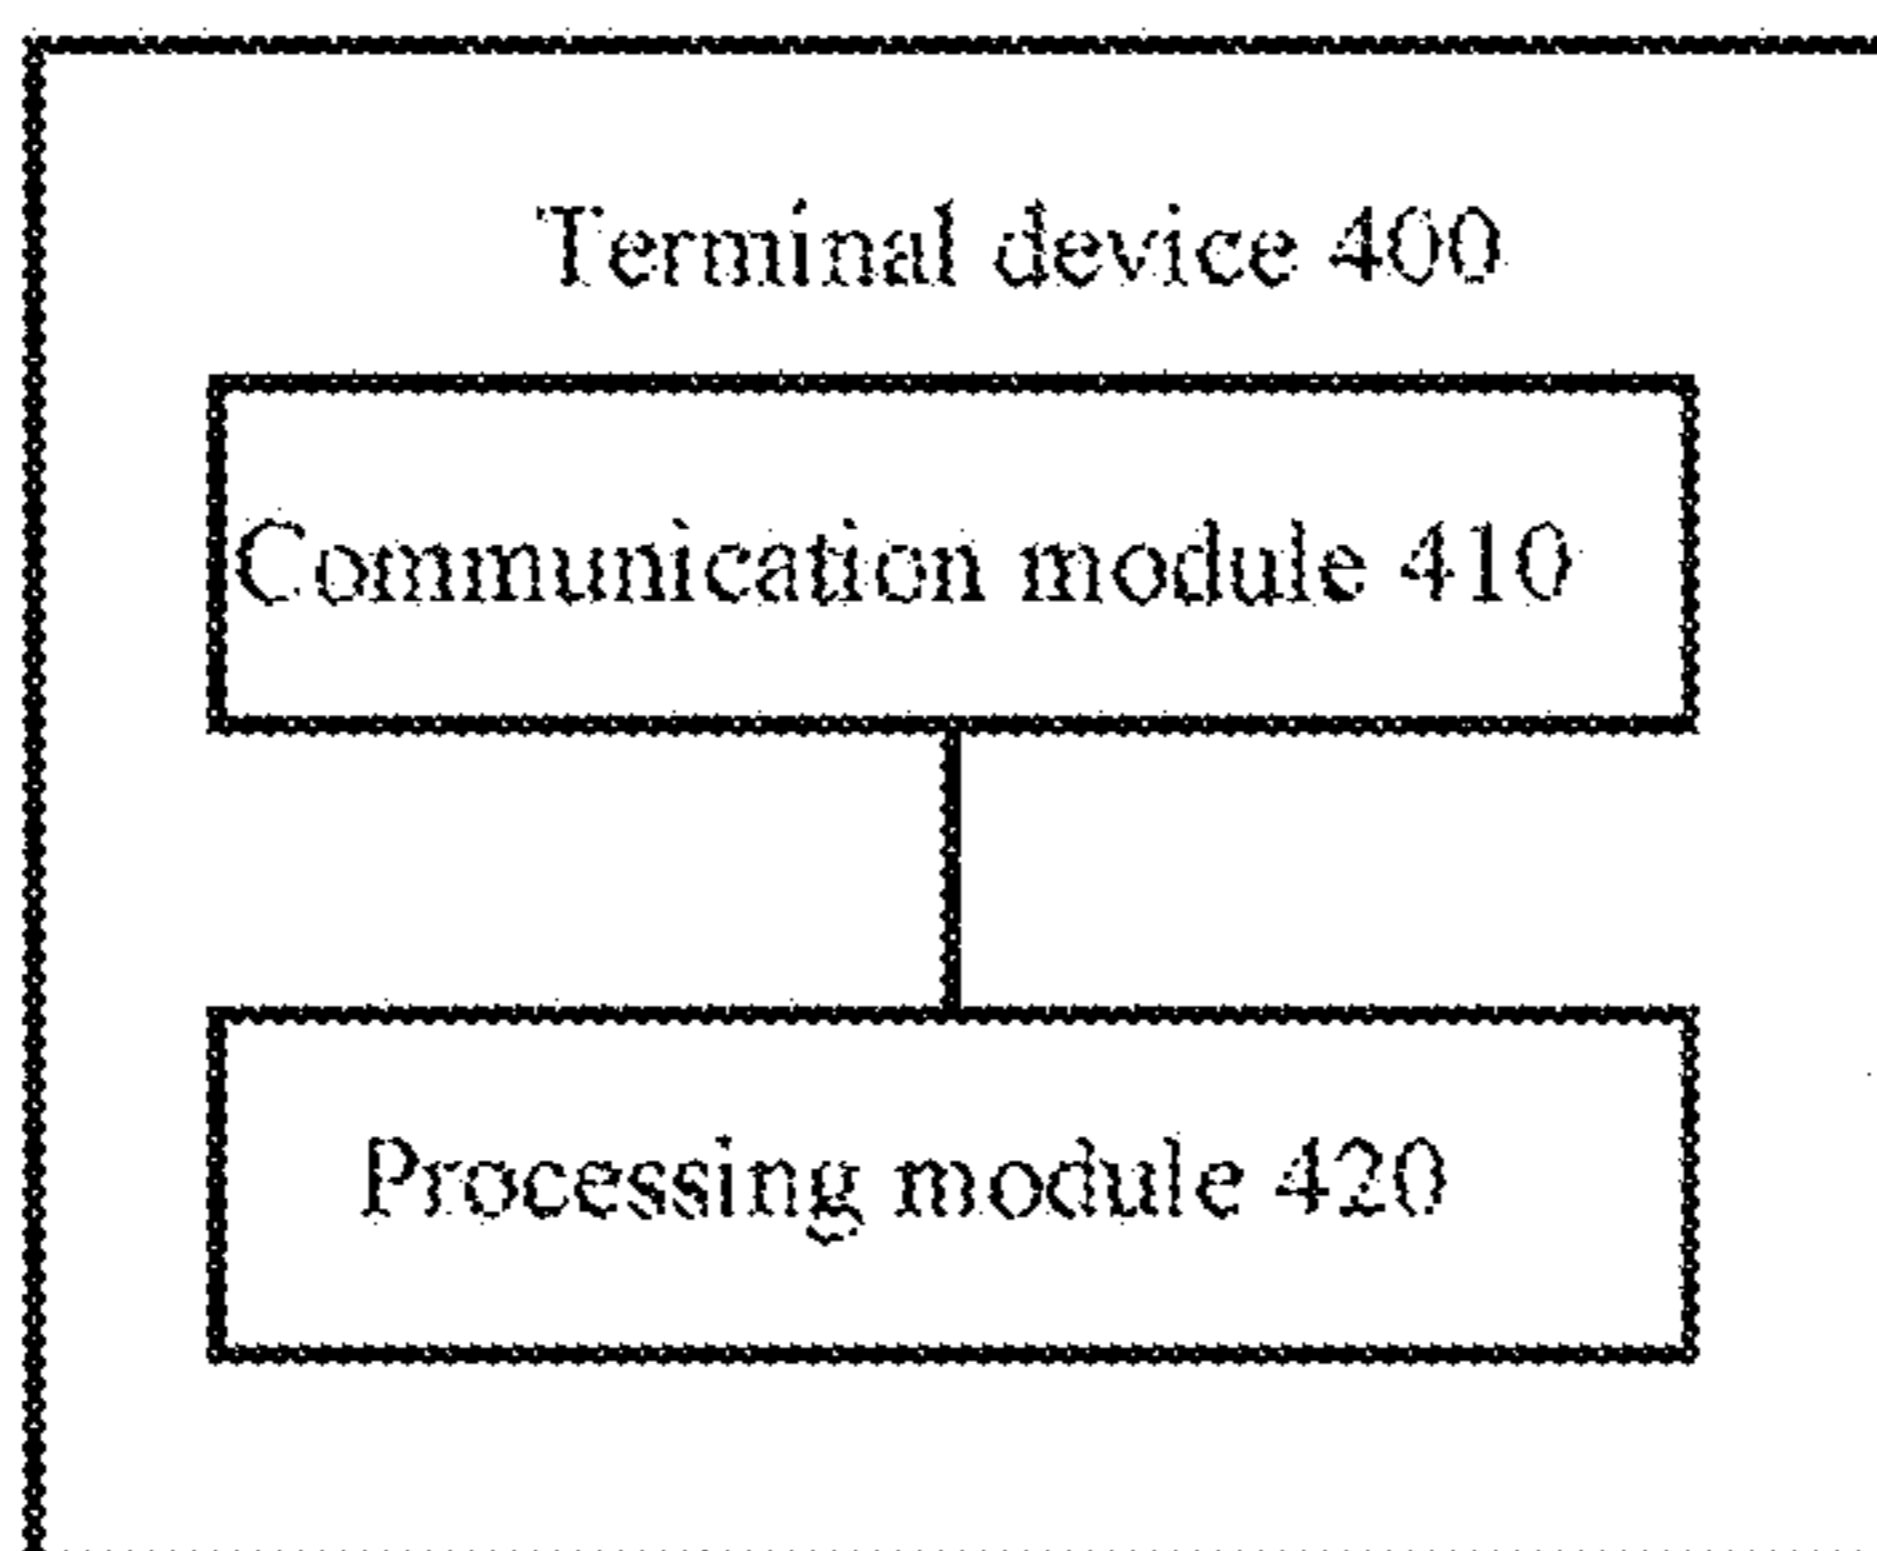 Terminal device 400
Communication module 410
Processing module 420